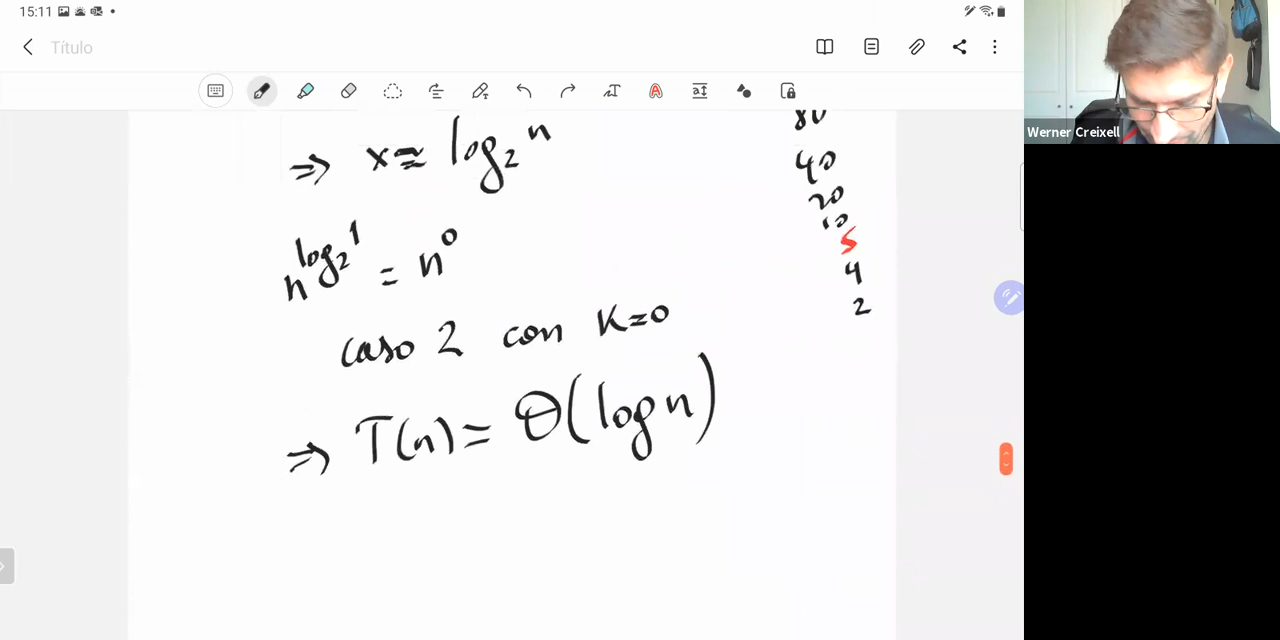 15:11
Título
Werner Creixell
80
⇒ x ≈ log₂ n
40
20
10
n^(log₂ 1) = n^0
5
4
2
caso 2 con K=0
⇒ T(n) = Θ(log n)